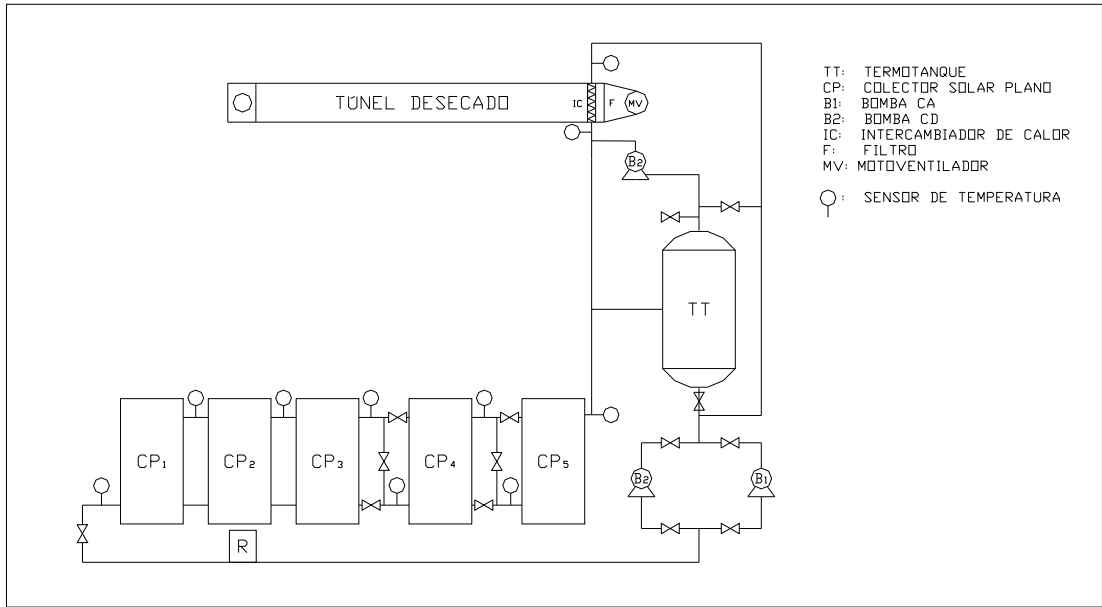 TÚNEL DESECADO
IC
F
MV
TT: TERMOTANQUE
CP: COLECTOR SOLAR PLANO
B1: BOMBA CA
B2: BOMBA CD
IC: INTERCAMBIADOR DE CALOR
F: FILTRO
MV: MOTOVENTILADOR
: SENSOR DE TEMPERATURA
B2
TT
CP1
CP2
CP3
CP4
CP5
B2
B1
R